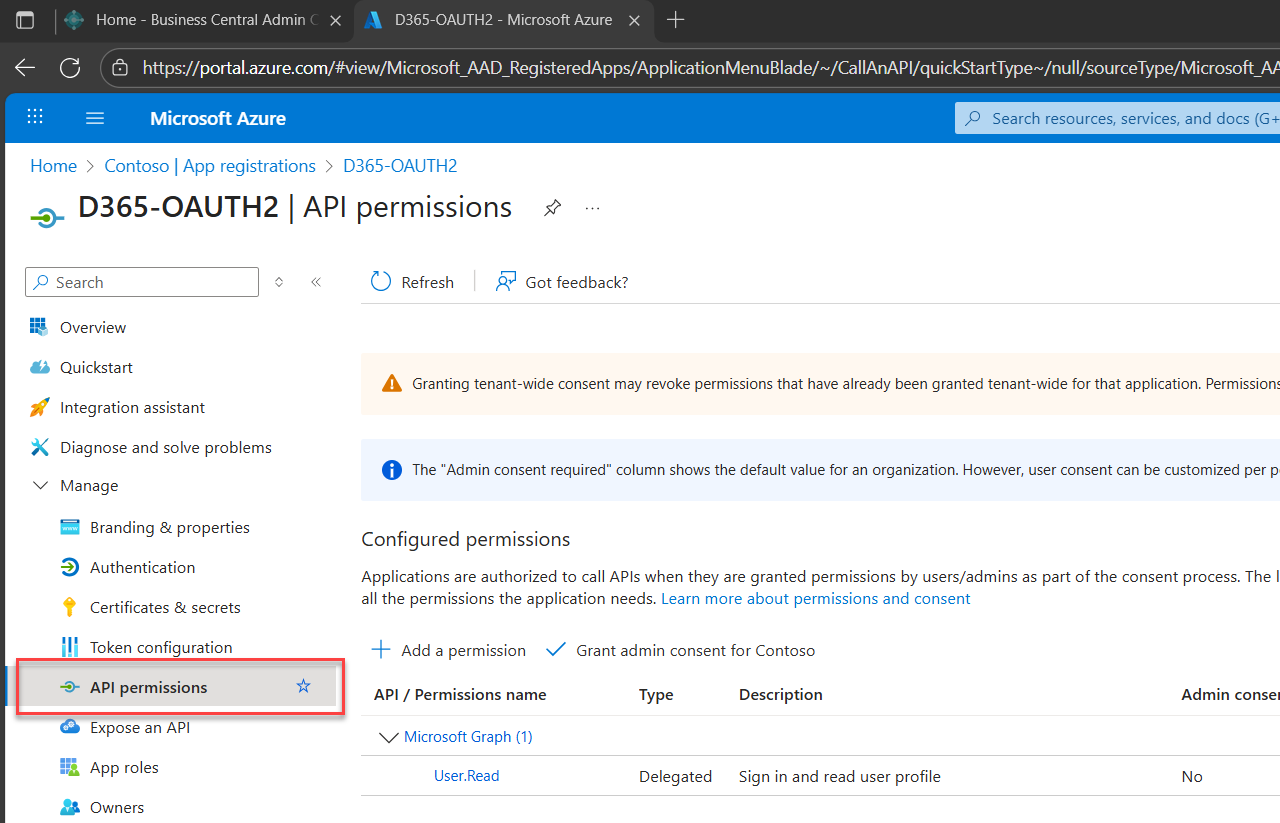 Home - Business Central Admin C
D365-OAUTH2 - Microsoft Azure
https://portal.azure.com/#view/Microsoft_AAD_RegisteredApps/ApplicationMenuBlade/~/CallAnAPI/quickStartType~/null/sourceType/Microsoft_AA
Microsoft Azure
Search resources, services, and docs (G+
Home > Contoso | App registrations > D365-OAUTH2
D365-OAUTH2 | API permissions
Search
Refresh
Got feedback?
Overview
Quickstart
Integration assistant
Diagnose and solve problems
Manage
Branding & properties
Authentication
Certificates & secrets
Token configuration
API permissions
Expose an API
App roles
Owners
Granting tenant-wide consent may revoke permissions that have already been granted tenant-wide for that application. Permissions
The "Admin consent required" column shows the default value for an organization. However, user consent can be customized per p
Configured permissions
Applications are authorized to call APIs when they are granted permissions by users/admins as part of the consent process. The l
all the permissions the application needs. Learn more about permissions and consent
Add a permission
Grant admin consent for Contoso
API / Permissions name Type Description Admin conser
Microsoft Graph (1)
User.Read Delegated Sign in and read user profile No